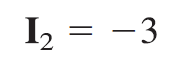 I₂ = −3